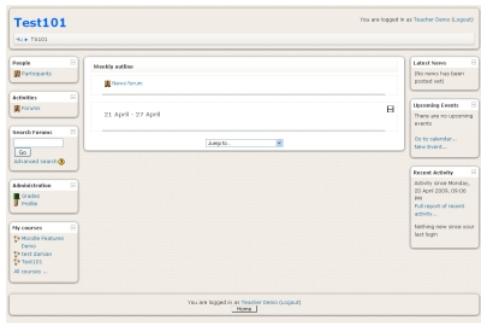 Test101
You are logged in as Teacher Demo (Logout)
► T101
People
Participants
Activities
Forums
Search Forums
Go
Advanced search
Administration
Grades
Profile
My courses
Moodle Features
Demo
test damian
Test101
All courses ...
Weekly outline
News forum
21 April - 27 April
Jump to...
Latest News
(No news has been
posted yet)
Upcoming Events
There are no upcoming
events
Go to calendar...
New Event...
Recent Activity
Activity since Monday,
20 April 2009, 09:06
PM
Full report of recent
activity...
Nothing new since your
last login
You are logged in as Teacher Demo (Logout)
Home